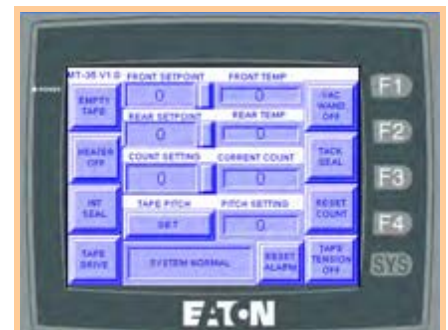 MT-35 V1.0 FRONT SETPOINT FRONT TEMP
EMPTY TAPE 0 0 VAC WAND OFF F1
REAR SETPOINT REAR TEMP
0 0 F2
HEATER OFF COUNT SETTING CURRENT COUNT TACK SEAL
0 0 F3
INT SEAL TAPE PITCH PITCH SETTING RESET COUNT
SET 0 F4
TAPE DRIVE SYSTEM NORMAL RESET ALARM TAPE TENSION OFF SYS
EATON